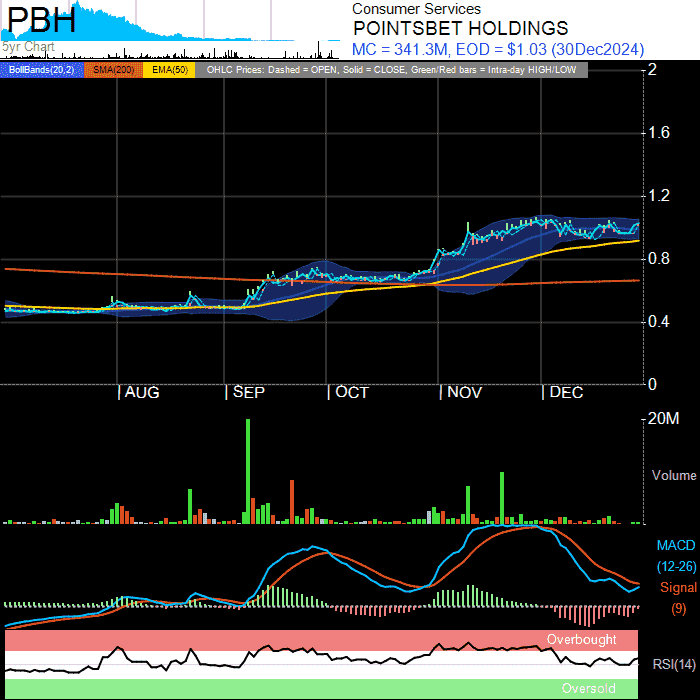 PBH
Consumer Services
POINTSBET HOLDINGS
5yr Chart
MC = 341.3M, EOD = $1.03 (30Dec2024)
BollBands(20,2) SMA(200) EMA(50) OHLC Prices: Dashed = OPEN, Solid = CLOSE, Green/Red bars = Intra-day HIGH/LOW
2
1.6
1.2
0.8
0.4
0
AUG SEP OCT NOV DEC
20M
Volume
MACD
(12-26)
Signal
(9)
Overbought
RSI(14)
Oversold